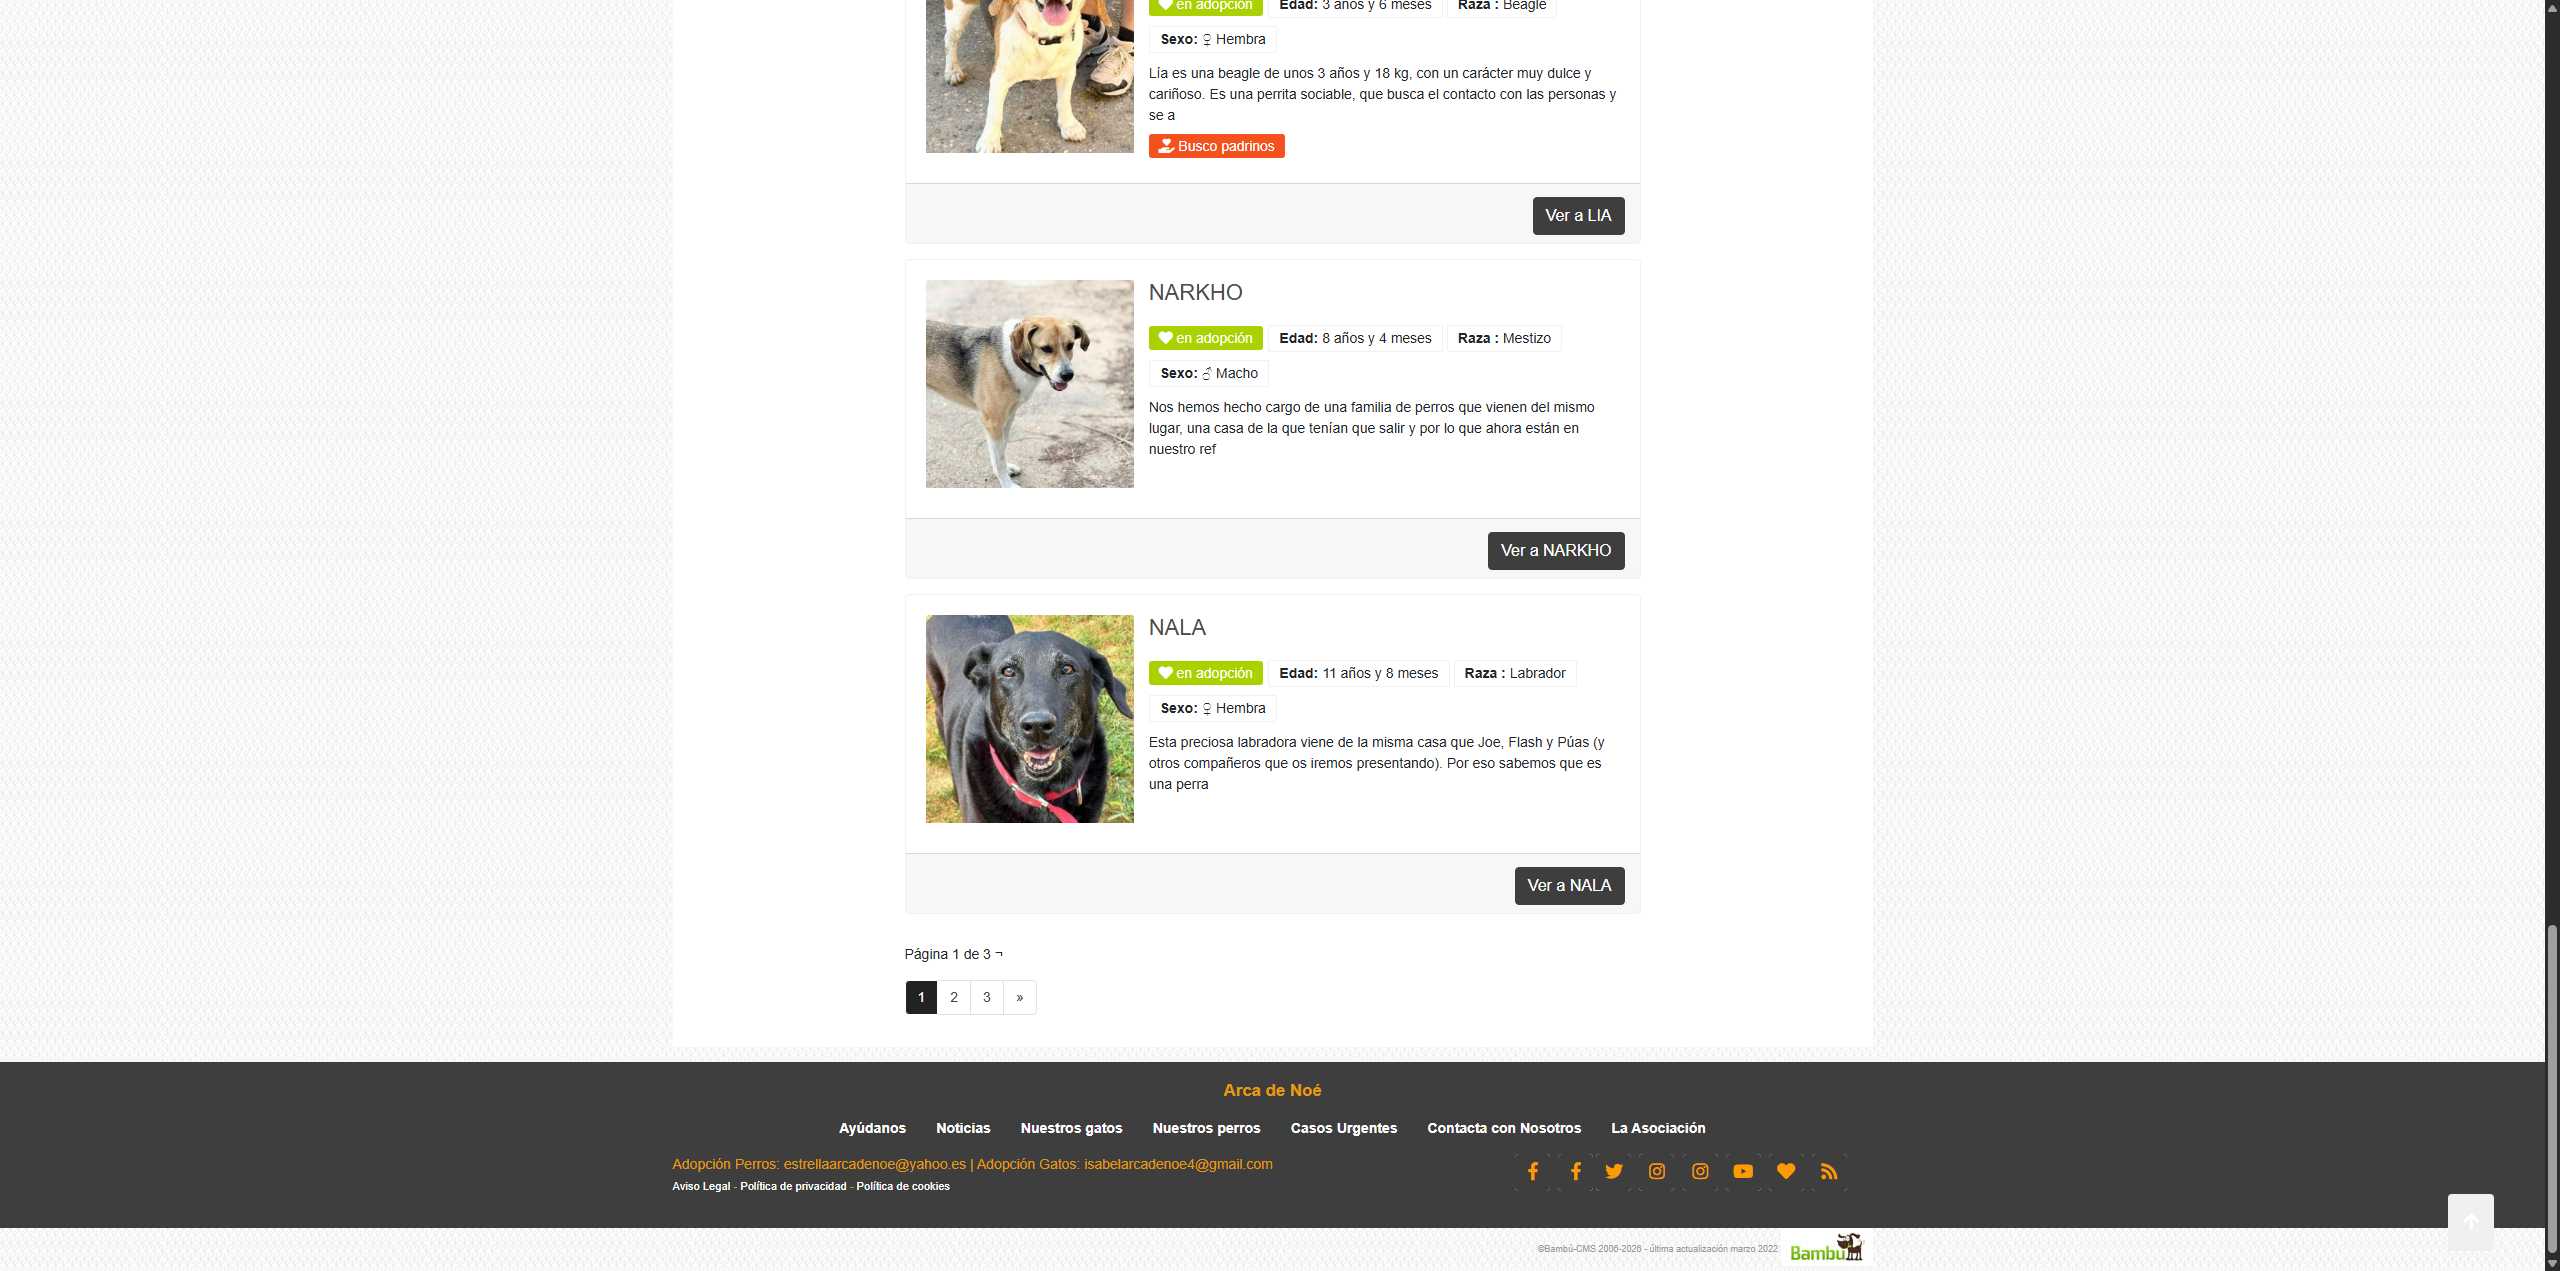 en adopción Edad: 3 años y 6 meses Raza : Beagle
Sexo: ♀ Hembra
Lía es una beagle de unos 3 años y 18 kg, con un carácter muy dulce y
cariñoso. Es una perrita sociable, que busca el contacto con las personas y
se a
Busco padrinos
Ver a LIA
NARKHO
en adopción Edad: 8 años y 4 meses Raza : Mestizo
Sexo: ♂ Macho
Nos hemos hecho cargo de una familia de perros que vienen del mismo
lugar, una casa de la que tenían que salir y por lo que ahora están en
nuestro ref
Ver a NARKHO
NALA
en adopción Edad: 11 años y 8 meses Raza : Labrador
Sexo: ♀ Hembra
Esta preciosa labradora viene de la misma casa que Joe, Flash y Púas (y
otros compañeros que os iremos presentando). Por eso sabemos que es
una perra
Ver a NALA
Página 1 de 3 ¬
1 2 3 »
Arca de Noé
Ayúdanos Noticias Nuestros gatos Nuestros perros Casos Urgentes Contacta con Nosotros La Asociación
Adopción Perros: estrellaarcadenoe@yahoo.es | Adopción Gatos: isabelarcadenoe4@gmail.com
Aviso Legal - Política de privacidad - Política de cookies
©Bambú-CMS 2006-2026 - última actualización marzo 2022
Bambú